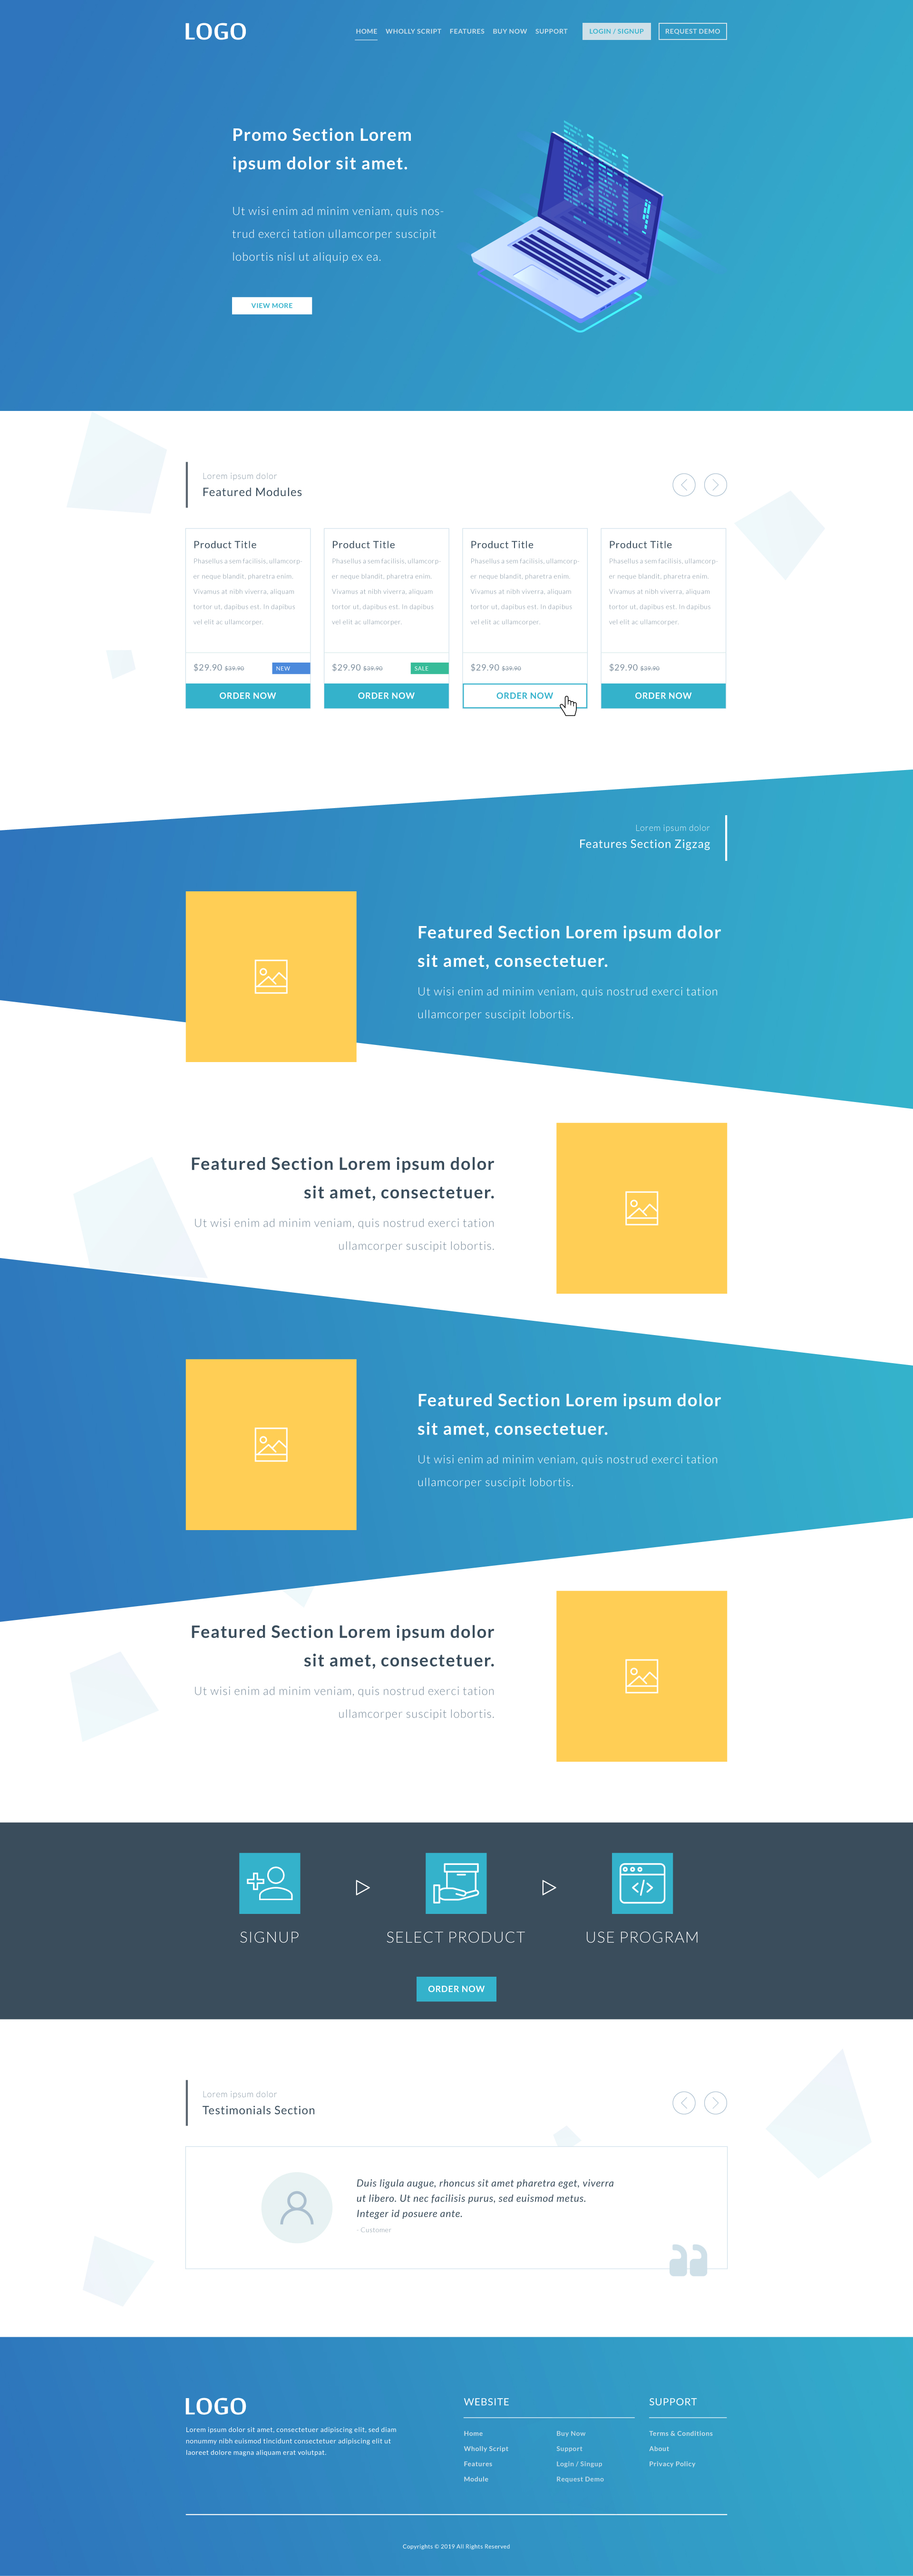 LOGO
HOME WHOLLY SCRIPT FEATURES BUY NOW SUPPORT LOGIN / SIGNUP REQUEST DEMO
Promo Section Lorem
ipsum dolor sit amet.
Ut wisi enim ad minim veniam, quis nos-
trud exerci tation ullamcorper suscipit
lobortis nisl ut aliquip ex ea.
VIEW MORE
Lorem ipsum dolor
Featured Modules
Product Title
Phasellus a sem facilisis, ullamcorp-
er neque blandit, pharetra enim.
Vivamus at nibh viverra, aliquam
tortor ut, dapibus est. In dapibus
vel elit ac ullamcorper.
$29.90 $39.90 NEW
ORDER NOW
Product Title
Phasellus a sem facilisis, ullamcorp-
er neque blandit, pharetra enim.
Vivamus at nibh viverra, aliquam
tortor ut, dapibus est. In dapibus
vel elit ac ullamcorper.
$29.90 $39.90 SALE
ORDER NOW
Product Title
Phasellus a sem facilisis, ullamcorp-
er neque blandit, pharetra enim.
Vivamus at nibh viverra, aliquam
tortor ut, dapibus est. In dapibus
vel elit ac ullamcorper.
$29.90 $39.90
ORDER NOW
Product Title
Phasellus a sem facilisis, ullamcorp-
er neque blandit, pharetra enim.
Vivamus at nibh viverra, aliquam
tortor ut, dapibus est. In dapibus
vel elit ac ullamcorper.
$29.90 $39.90
ORDER NOW
Lorem ipsum dolor
Features Section Zigzag
Featured Section Lorem ipsum dolor
sit amet, consectetuer.
Ut wisi enim ad minim veniam, quis nostrud exerci tation
ullamcorper suscipit lobortis.
Featured Section Lorem ipsum dolor
sit amet, consectetuer.
Ut wisi enim ad minim veniam, quis nostrud exerci tation
ullamcorper suscipit lobortis.
Featured Section Lorem ipsum dolor
sit amet, consectetuer.
Ut wisi enim ad minim veniam, quis nostrud exerci tation
ullamcorper suscipit lobortis.
Featured Section Lorem ipsum dolor
sit amet, consectetuer.
Ut wisi enim ad minim veniam, quis nostrud exerci tation
ullamcorper suscipit lobortis.
SIGNUP
SELECT PRODUCT
USE PROGRAM
ORDER NOW
Lorem ipsum dolor
Testimonials Section
Duis ligula augue, rhoncus sit amet pharetra eget, viverra
ut libero. Ut nec facilisis purus, sed euismod metus.
Integer id posuere ante.
- Customer
LOGO
Lorem ipsum dolor sit amet, consectetuer adipiscing elit, sed diam
nonummy nibh euismod tincidunt consectetuer adipiscing elit ut
laoreet dolore magna aliquam erat volutpat.
WEBSITE
Home
Wholly Script
Features
Module
Buy Now
Support
Login / Singup
Request Demo
SUPPORT
Terms & Conditions
About
Privacy Policy
Copyrights © 2019 All Rights Reserved